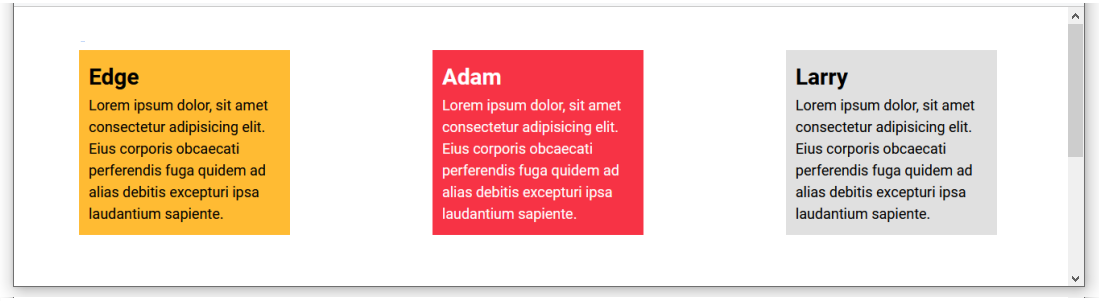 Edge
Lorem ipsum dolor, sit amet
consectetur adipisicing elit.
Eius corporis obcaecati
perferendis fuga quidem ad
alias debitis excepturi ipsa
laudantium sapiente.
Adam
Lorem ipsum dolor, sit amet
consectetur adipisicing elit.
Eius corporis obcaecati
perferendis fuga quidem ad
alias debitis excepturi ipsa
laudantium sapiente.
Larry
Lorem ipsum dolor, sit amet
consectetur adipisicing elit.
Eius corporis obcaecati
perferendis fuga quidem ad
alias debitis excepturi ipsa
laudantium sapiente.